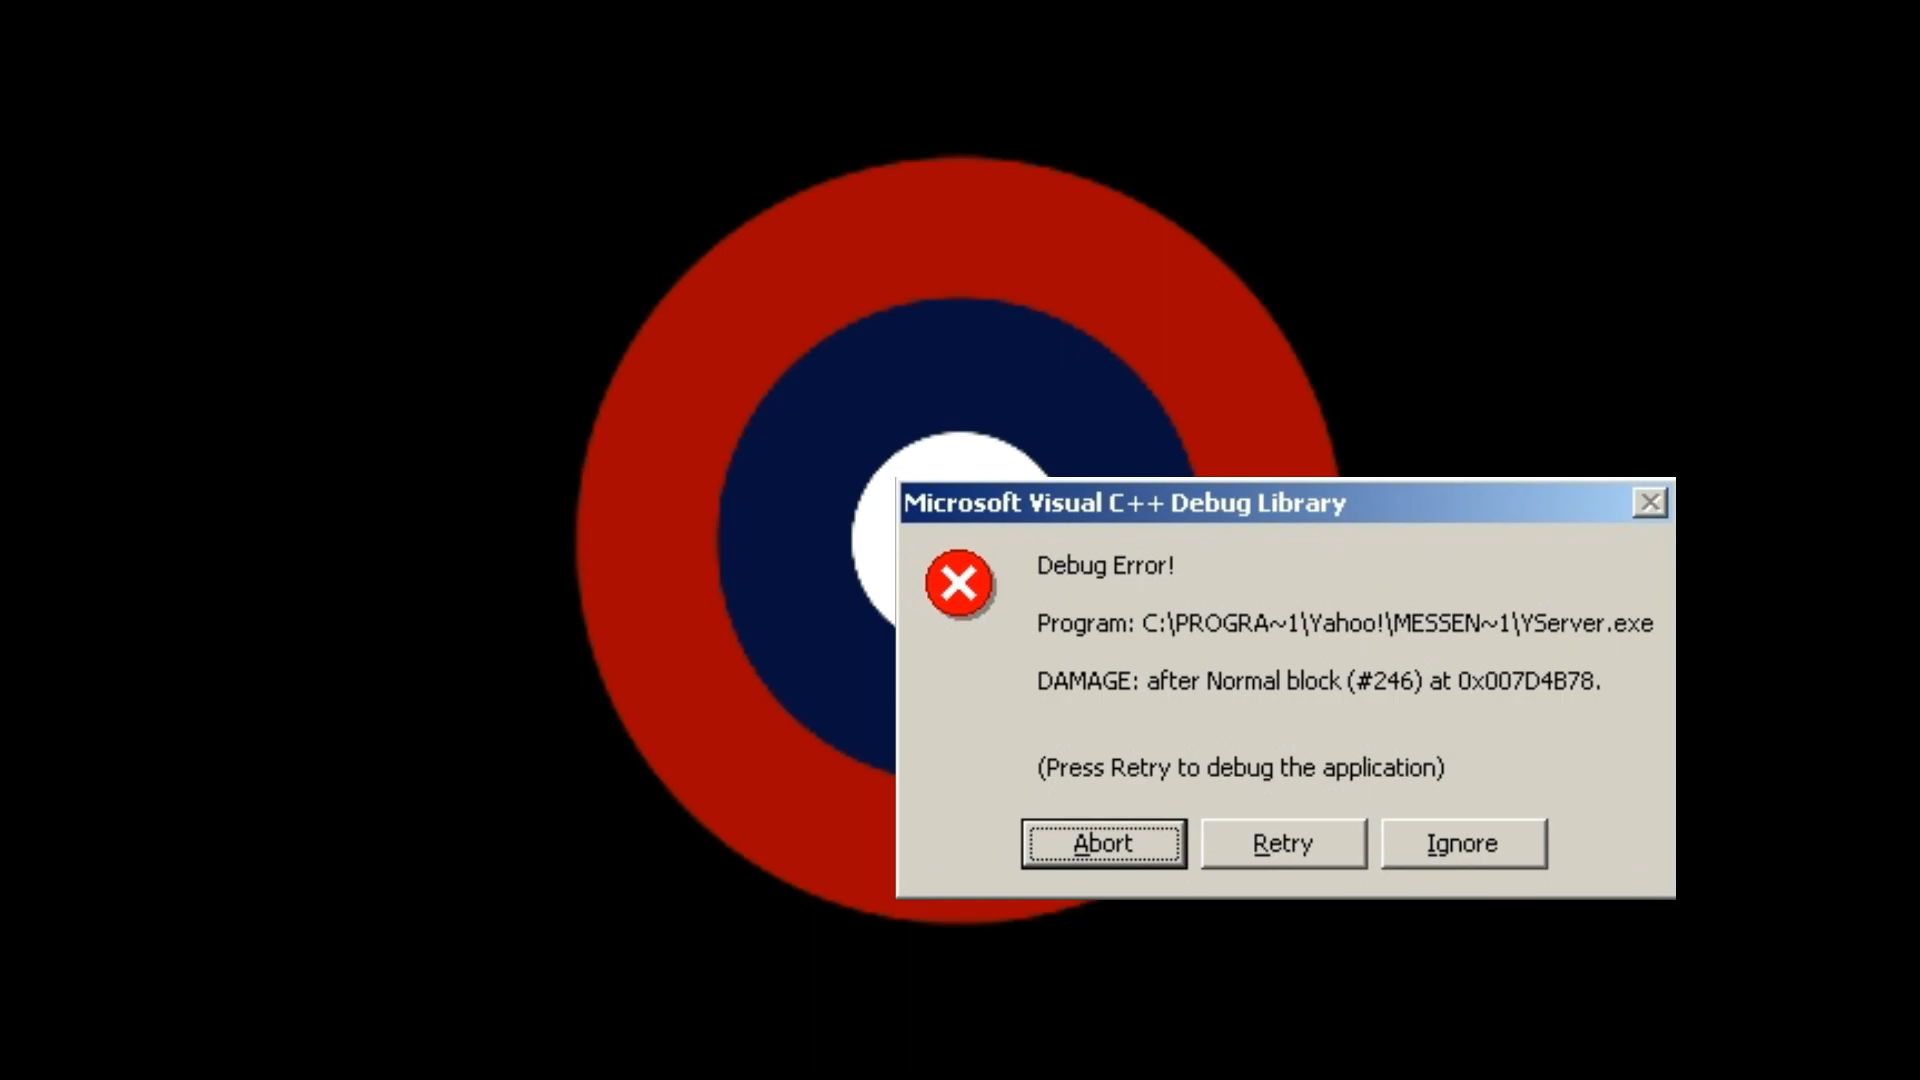 Microsoft Visual C++ Debug Library
Debug Error!
Program: C:\PROGRA~1\Yahoo!\MESSEN~1\YServer.exe
DAMAGE: after Normal block (#246) at 0x007D4B78.
(Press Retry to debug the application)
Abort Retry Ignore